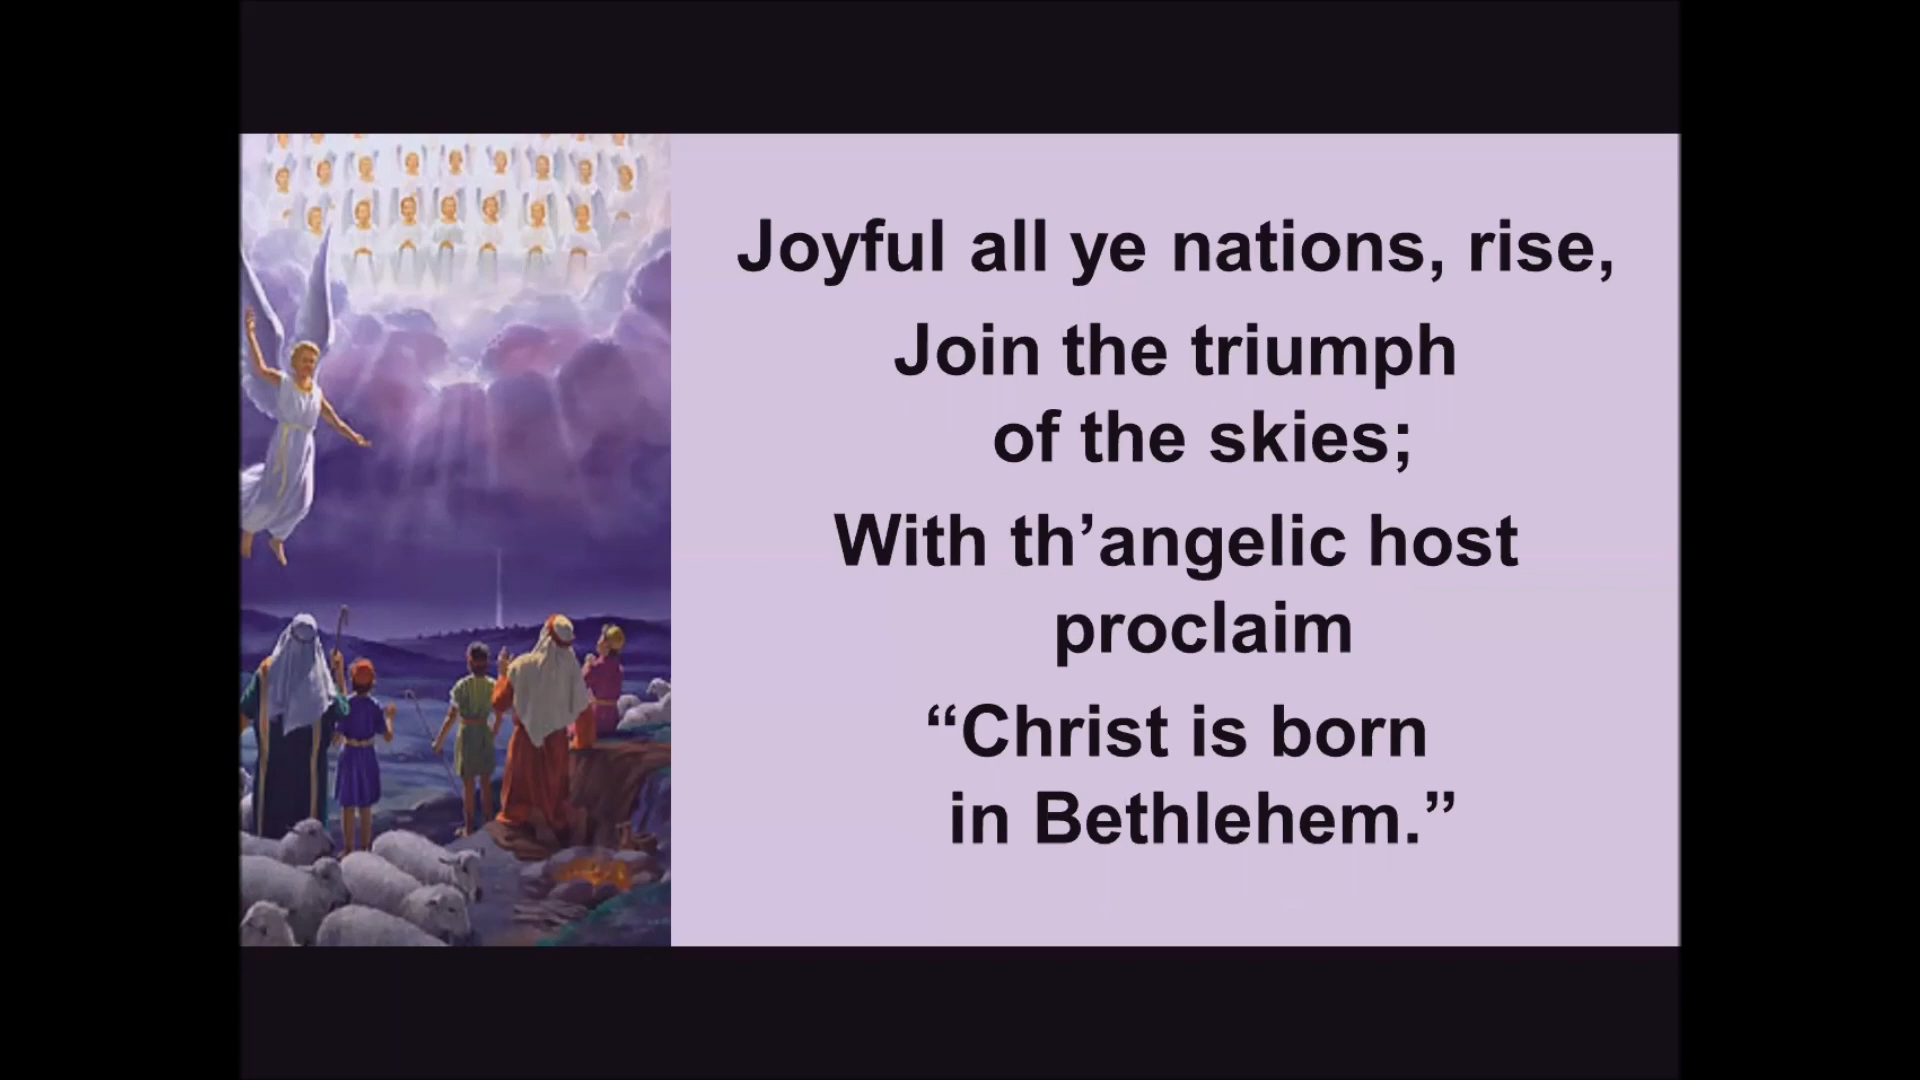 Joyful all ye nations, rise,
Join the triumph
of the skies;
With th’angelic host
proclaim
“Christ is born
in Bethlehem.”